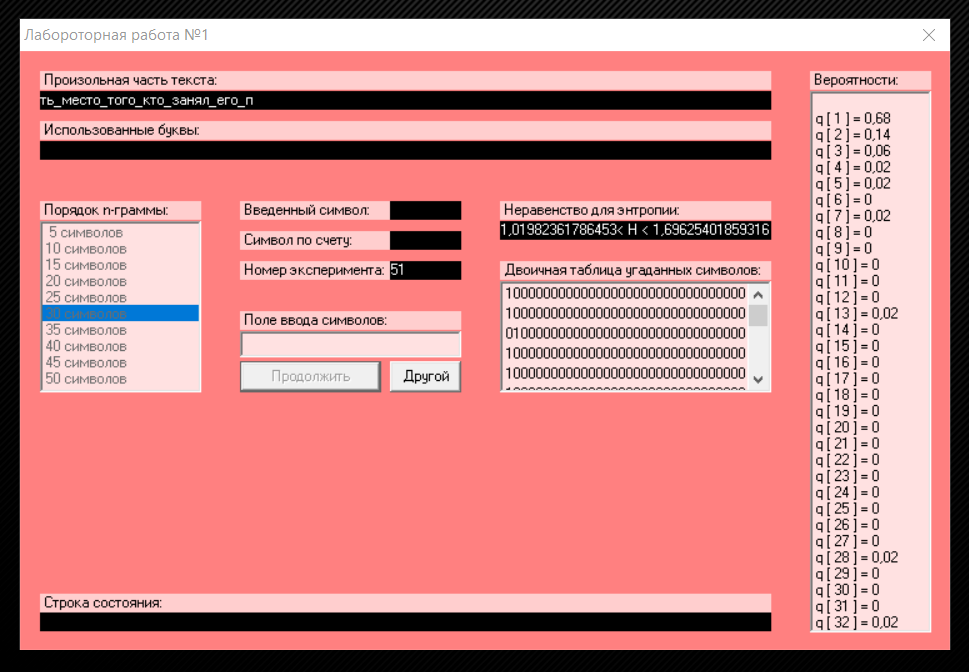 Лабороторная работа №1
Произольная часть текста:
ть_место_того_кто_занял_его_п
Использованные буквы:
Порядок n-граммы:
5 символов
10 символов
15 символов
20 символов
25 символов
30 символов
35 символов
40 символов
45 символов
50 символов
Введенный символ:
Символ по счету:
Номер эксперимента: 51
Поле ввода символов:
Продолжить
Другой
Неравенство для энтропии:
1,01982361786453< H < 1,69625401859316
Двоичная таблица угаданных символов:
10000000000000000000000000000000
10000000000000000000000000000000
01000000000000000000000000000000
10000000000000000000000000000000
10000000000000000000000000000000
Строка состояния:
Вероятности:
q [ 1 ] = 0,68
q [ 2 ] = 0,14
q [ 3 ] = 0,06
q [ 4 ] = 0,02
q [ 5 ] = 0,02
q [ 6 ] = 0
q [ 7 ] = 0,02
q [ 8 ] = 0
q [ 9 ] = 0
q [ 10 ] = 0
q [ 11 ] = 0
q [ 12 ] = 0
q [ 13 ] = 0,02
q [ 14 ] = 0
q [ 15 ] = 0
q [ 16 ] = 0
q [ 17 ] = 0
q [ 18 ] = 0
q [ 19 ] = 0
q [ 20 ] = 0
q [ 21 ] = 0
q [ 22 ] = 0
q [ 23 ] = 0
q [ 24 ] = 0
q [ 25 ] = 0
q [ 26 ] = 0
q [ 27 ] = 0
q [ 28 ] = 0,02
q [ 29 ] = 0
q [ 30 ] = 0
q [ 31 ] = 0
q [ 32 ] = 0,02